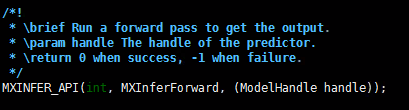 /*!
 * \brief Run a forward pass to get the output.
 * \param handle The handle of the predictor.
 * \return 0 when success, -1 when failure.
 */
MXINFER_API(int, MXInferForward, (ModelHandle handle));